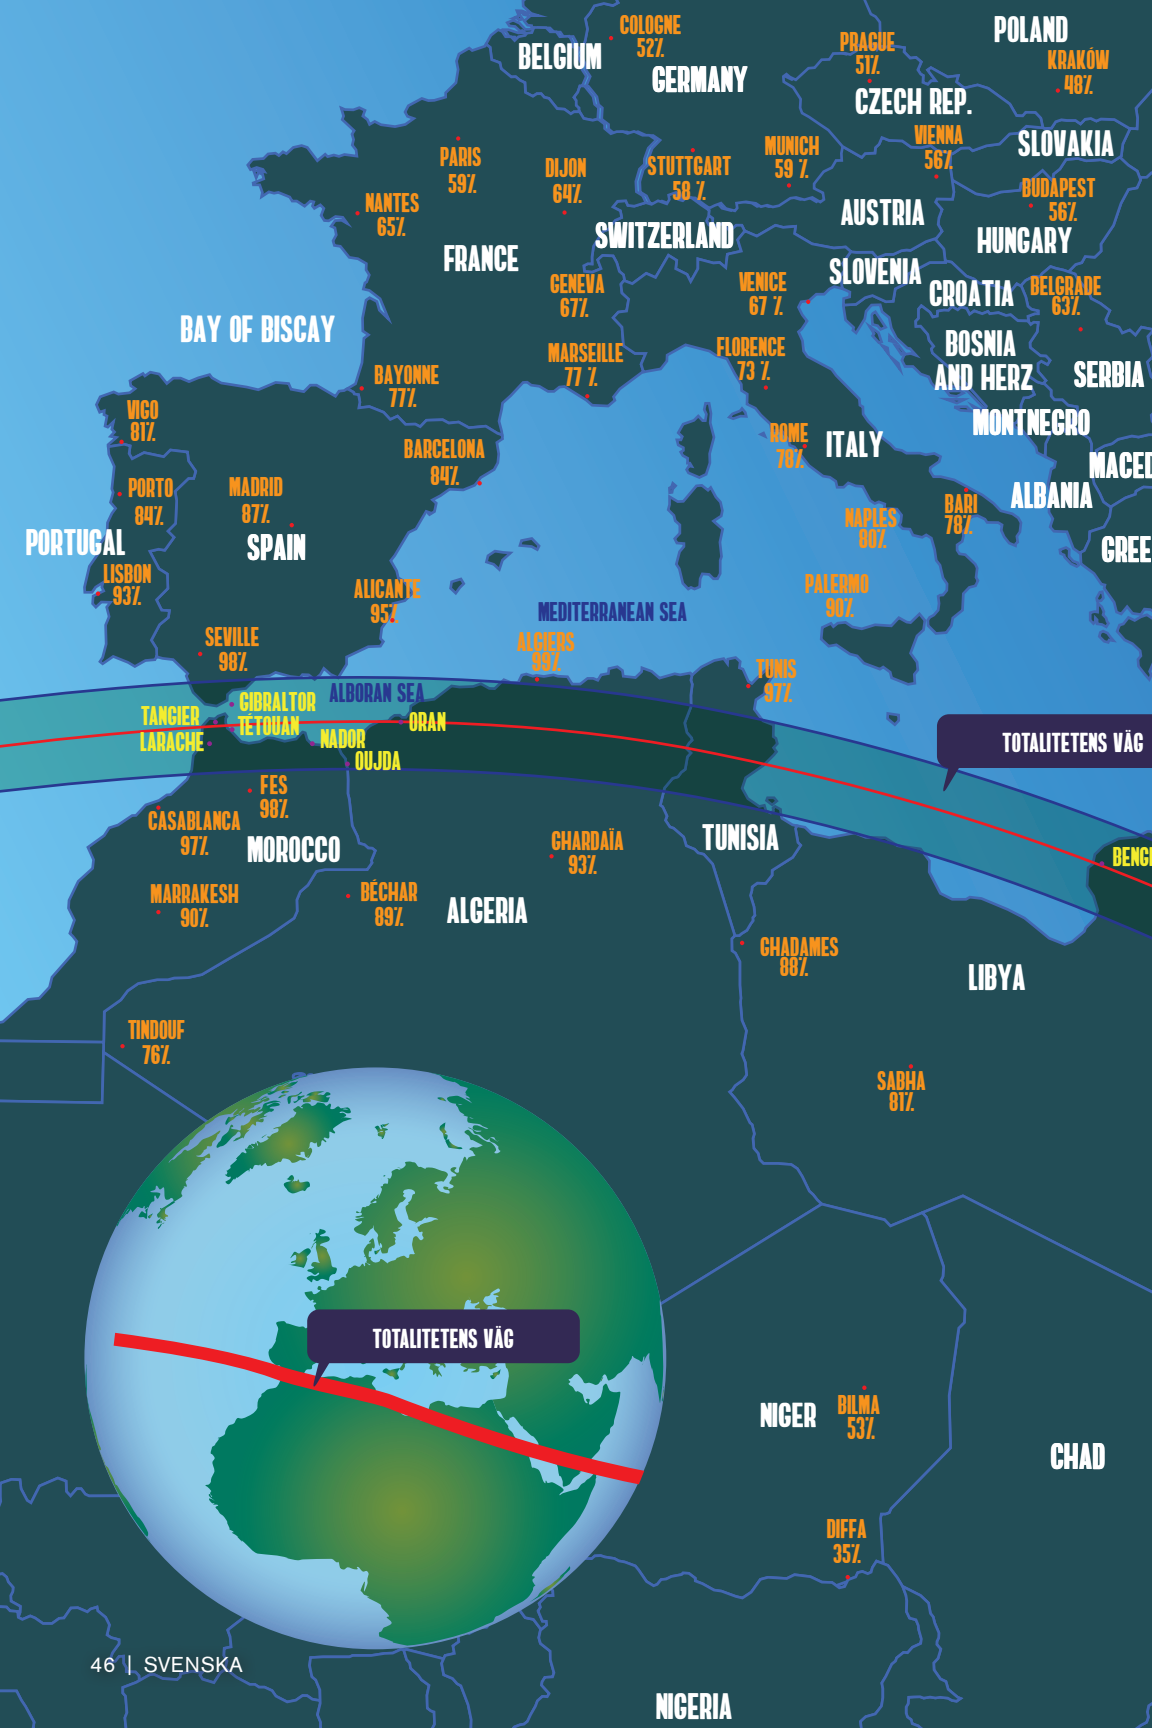 COLOGNE
52%
BELGIUM
GERMANY
PRAGUE
51%
POLAND
KRAKÓW
48%
CZECH REP.
SLOVAKIA
VIENNA
56%
MUNICH
59 %
STUTTGART
58 %
PARIS
59%
DIJON
64%
NANTES
65%
BUDAPEST
56%
AUSTRIA
HUNGARY
SWITZERLAND
FRANCE
SLOVENIA
CROATIA
BELGRADE
63%
GENEVA
67%
VENICE
67 %
BAY OF BISCAY
BOSNIA
AND HERZ
SERBIA
MARSEILLE
77 %
FLORENCE
73 %
BAYONNE
77%
MONTNEGRO
VIGO
81%
ROME
78%
ITALY
BARCELONA
84%
MACED
ALBANIA
PORTO
84%
MADRID
87%
BARI
78%
NAPLES
80%
PORTUGAL
SPAIN
GREE
LISBON
93%
ALICANTE
95%
PALERMO
90%
MEDITERRANEAN SEA
SEVILLE
98%
ALGIERS
99%
TUNIS
97%
ALBORAN SEA
GIBRALTOR
TANGIER
TÉTOUAN
LARACHE
NADOR
ORAN
OUJDA
TOTALITETENS VÄG
FES
98%
CASABLANCA
97%
MOROCCO
GHARDAÏA
93%
TUNISIA
BENG
MARRAKESH
90%
BÉCHAR
89%
ALGERIA
GHADAMES
88%
LIBYA
TINDOUF
76%
SABHA
81%
TOTALITETENS VÄG
NIGER
BILMA
53%
CHAD
DIFFA
35%
46 | SVENSKA
NIGERIA